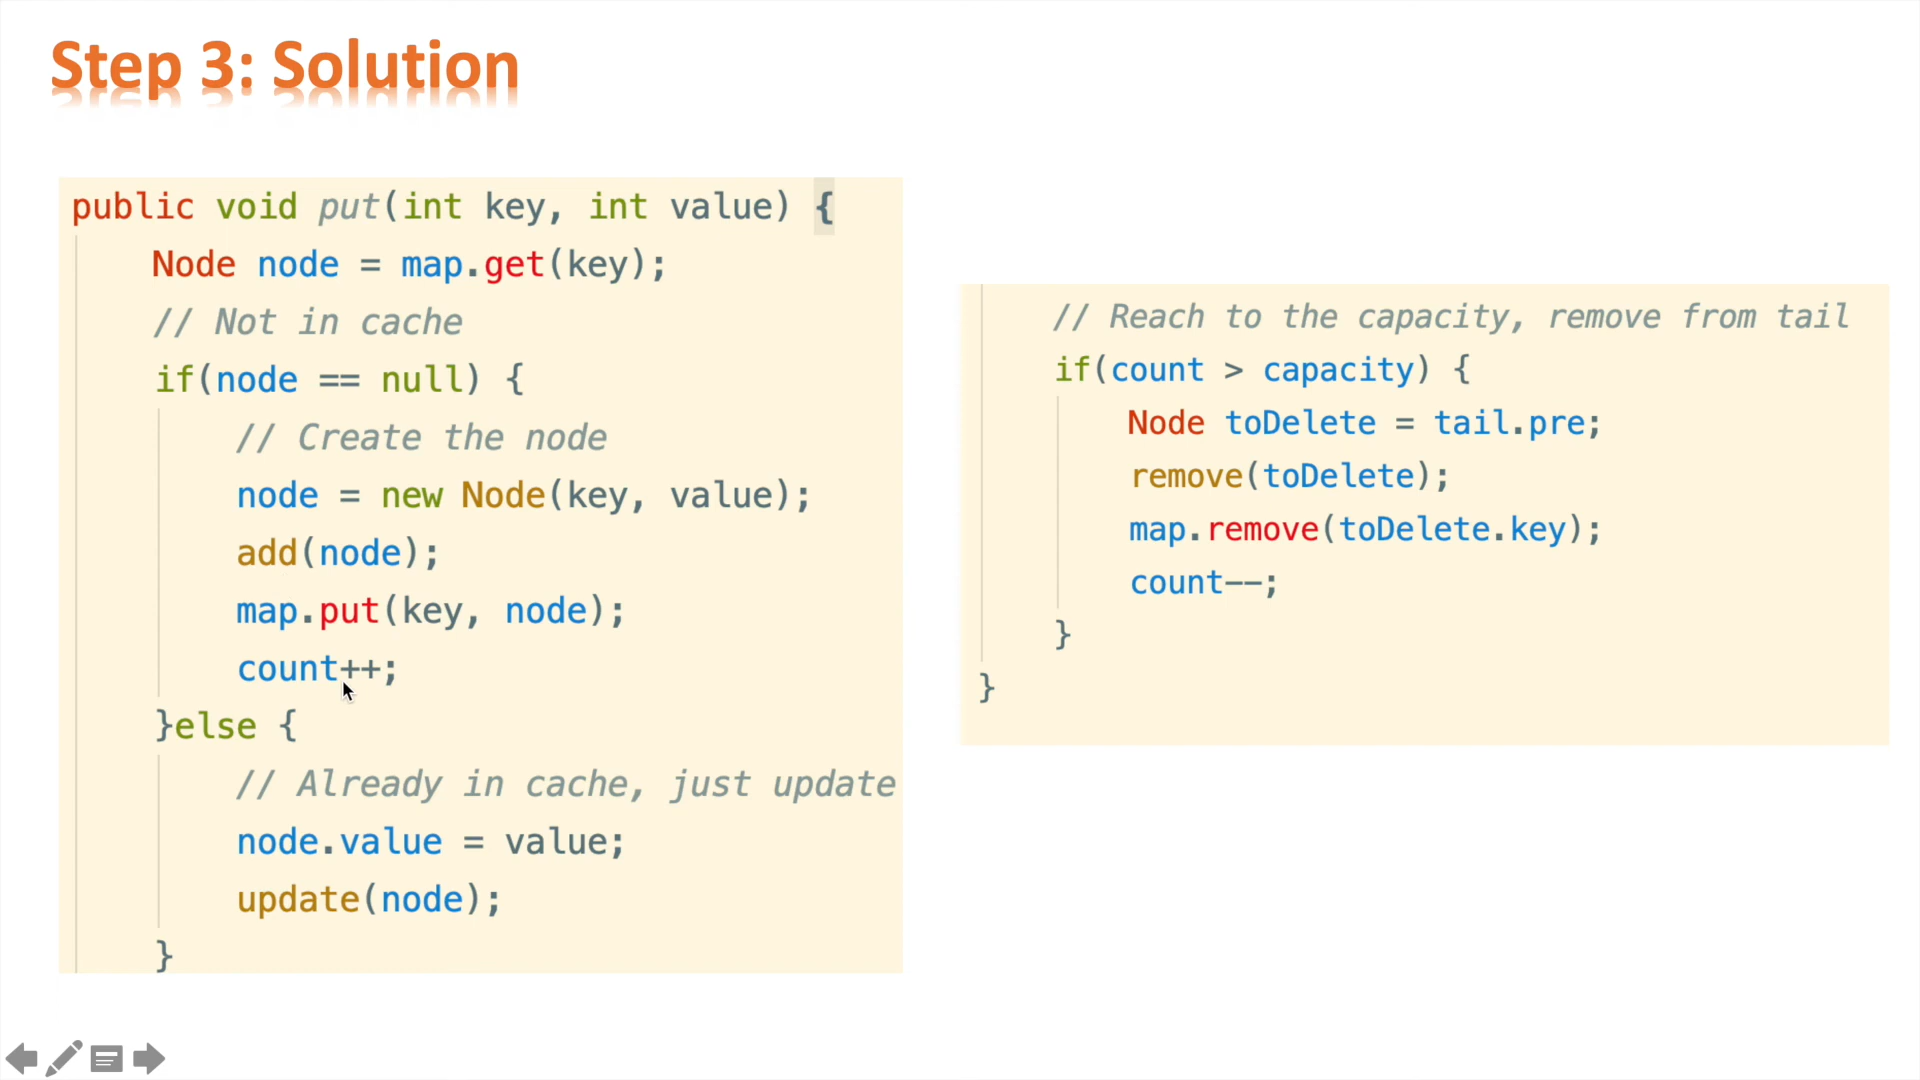 Step 3: Solution
public void put(int key, int value) {
Node node = map.get(key);
// Not in cache
if(node == null) {
// Create the node
node = new Node(key, value);
add(node);
map.put(key, node);
count++;
}else {
// Already in cache, just update
node.value = value;
update(node);
}
// Reach to the capacity, remove from tail
if(count > capacity) {
Node toDelete = tail.pre;
remove(toDelete);
map.remove(toDelete.key);
count--;
}
}